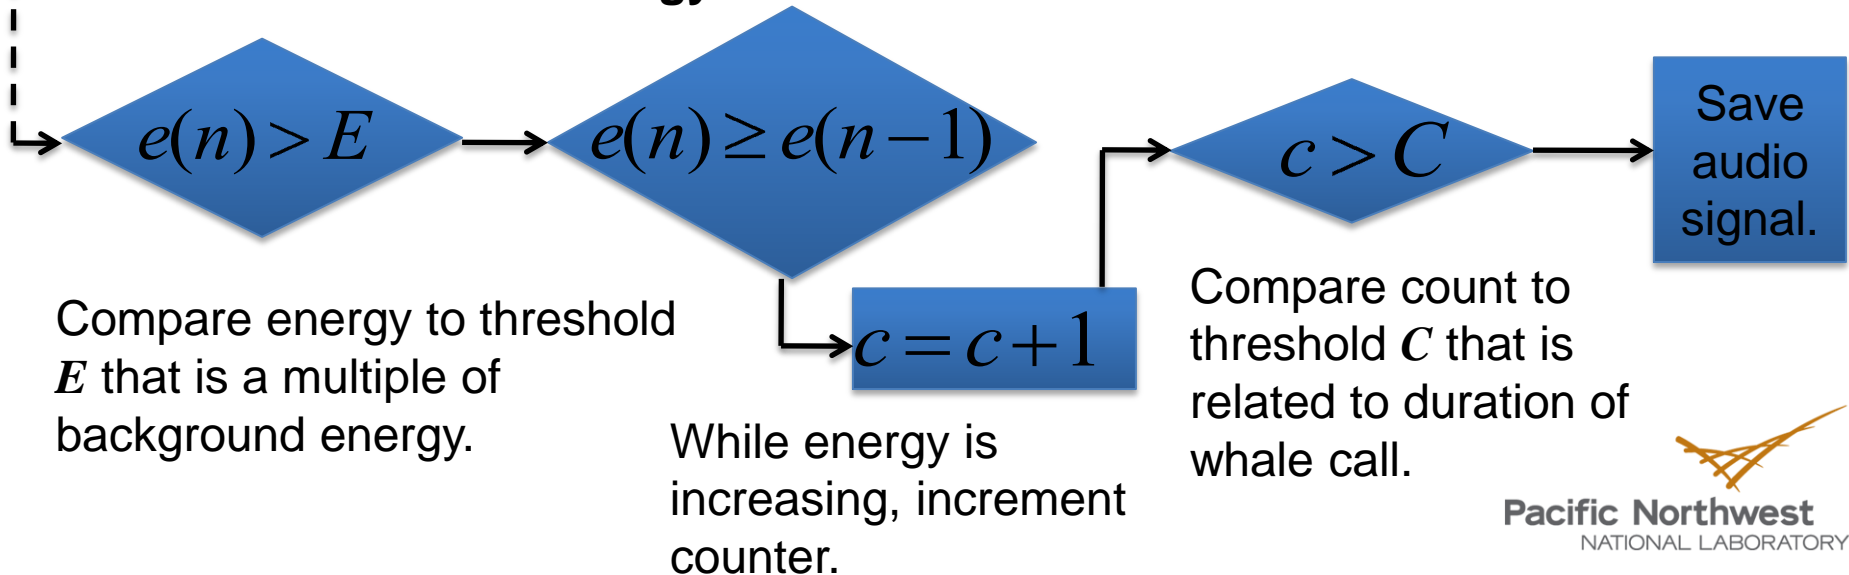 e(n) > E
e(n) ≥ e(n − 1)
c > C
Save
audio
signal.
c = c + 1
Compare energy to threshold
E that is a multiple of
background energy.
While energy is
increasing, increment
counter.
Compare count to
threshold C that is
related to duration of
whale call.
Pacific Northwest
NATIONAL LABORATORY